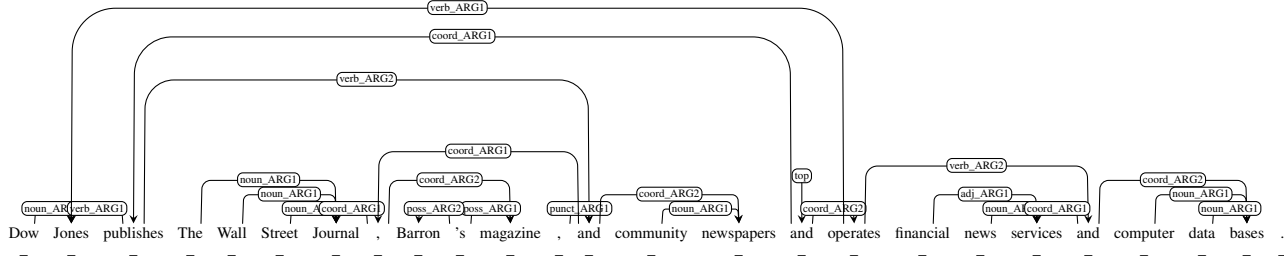 verb_ARG1
coord_ARG1
verb_ARG2
coord_ARG1
verb_ARG2
top
noun_ARG1 coord_ARG2 coord_ARG2
noun_ARG1 coord_ARG2 adj_ARG1 noun_ARG1
verb_ARG1 coord_ARG1 poss_ARG2 poss_ARG1 punct_ARG1 noun_ARG1 coord_ARG2 coord_ARG1 noun_ARG1
Dow Jones publishes The Wall Street Journal , Barron 's magazine , and community newspapers and operates financial news services and computer data bases .
_ _ _ _ _ _ _ _ _ _ _ _ _ _ _ _ _ _ _ _ _ _ _ _ _